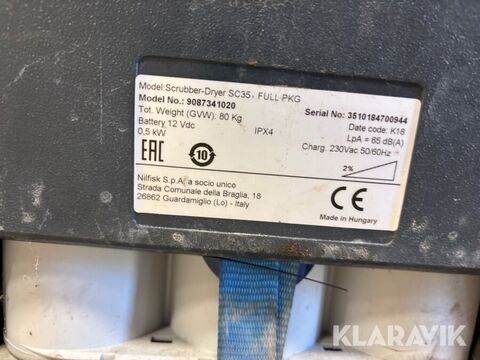 Model:Scrubber-Dryer SC351 FULL PKG
Model No.: 9087341020
Serial No: 3510184700944
Tot. Weight (GVW): 80 Kg
Date code: K18
Battery 12 Vdc
IPX4
LpA = 65 dB(A)
0,5 kW
Charg. 230Vac 50/60Hz
EAC
10
2%
CE
Nilfisk S.p.A. a socio unico
Strada Comunale della Braglia, 18
26862 Guardamiglio (Lo) - Italy
Made in Hungary
KLARAVIK